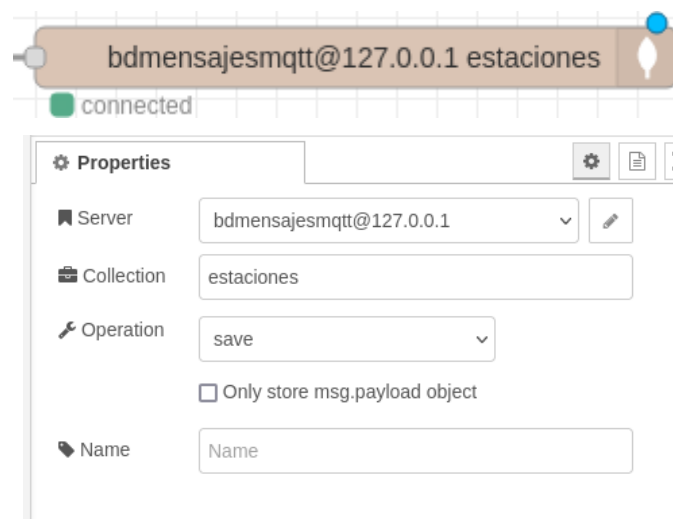 bdmensajesmqtt@127.0.0.1 estaciones
connected
Properties
Server
bdmensajesmqtt@127.0.0.1
Collection
estaciones
Operation
save
Only store msg.payload object
Name
Name